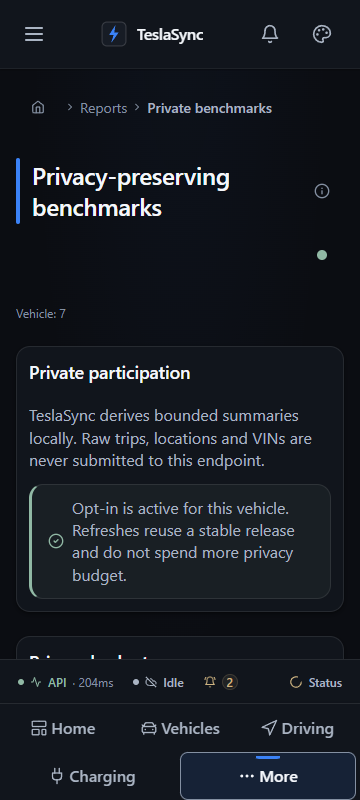 TeslaSync
Reports
Private benchmarks
Privacy-preserving
benchmarks
Vehicle: 7
Private participation
TeslaSync derives bounded summaries
locally. Raw trips, locations and VINs are
never submitted to this endpoint.
Opt-in is active for this vehicle.
Refreshes reuse a stable release
and do not spend more privacy
budget.
API · 204ms
Idle
2
Status
Home
Vehicles
Driving
Charging
More